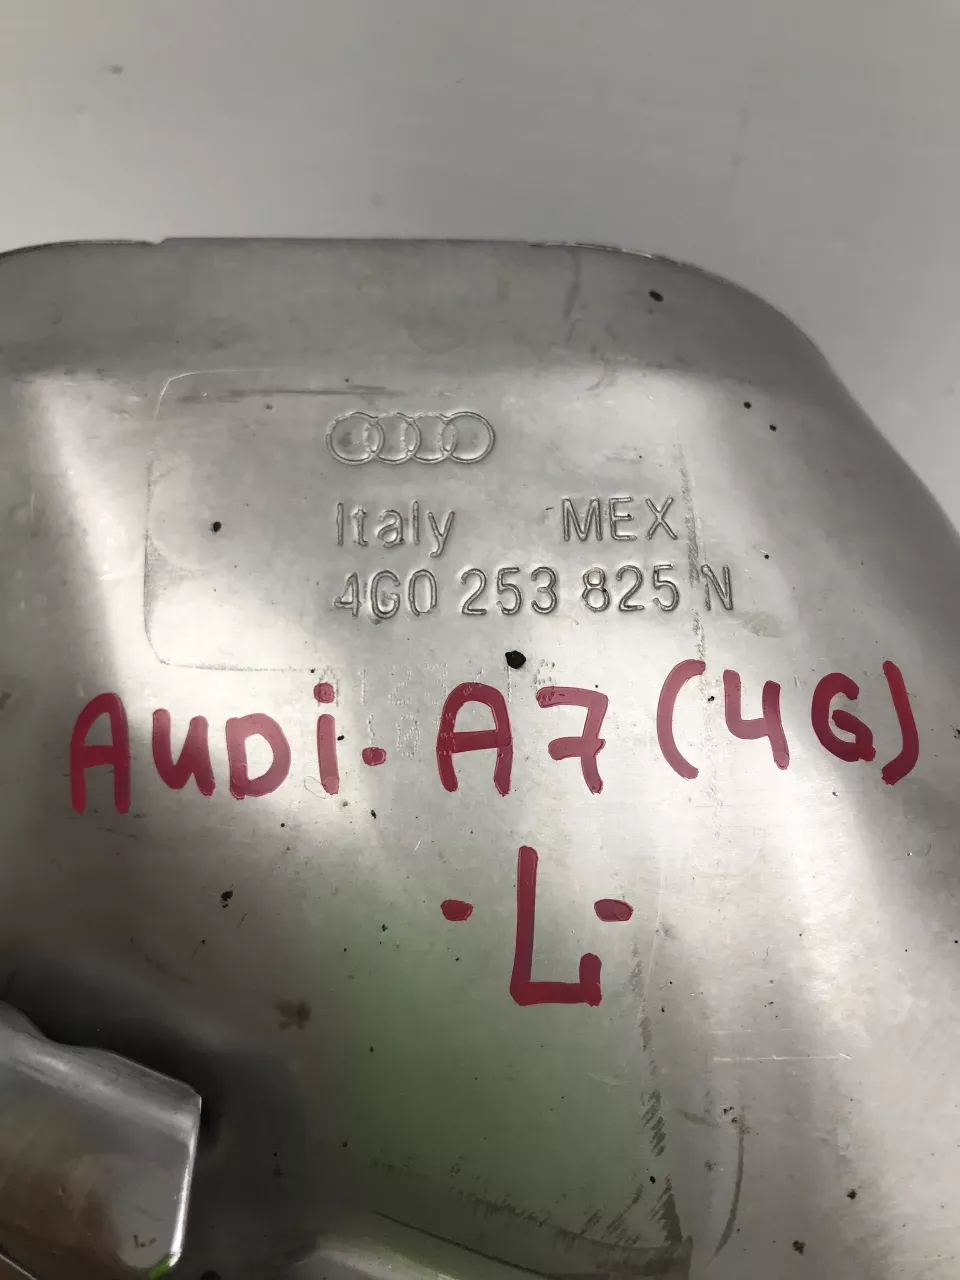 Italy MEX
4G0 253 825 N
AUDi. A7 (4G)
-L-